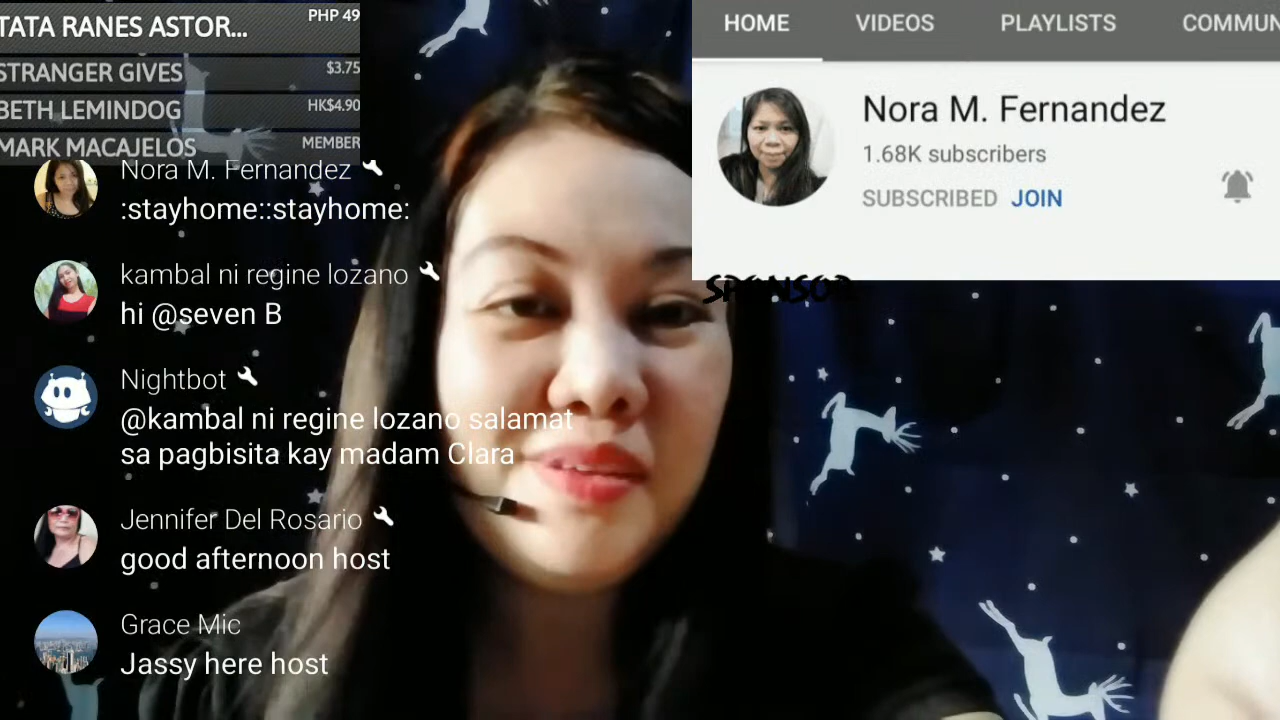 TATA RANES ASTOR... PHP 49
STRANGER GIVES $3.75
BETH LEMINDOG HK$4.90
MARK MACAJELOS MEMBER
Nora M. Fernandez
:stayhome::stayhome:
kambal ni regine lozano
hi @seven B
Nightbot
@kambal ni regine lozano salamat
sa pagbisita kay madam Clara
Jennifer Del Rosario
good afternoon host
Grace Mic
Jassy here host
HOME VIDEOS PLAYLISTS COMMUN
Nora M. Fernandez
1.68K subscribers
SUBSCRIBED JOIN
SPONSOR